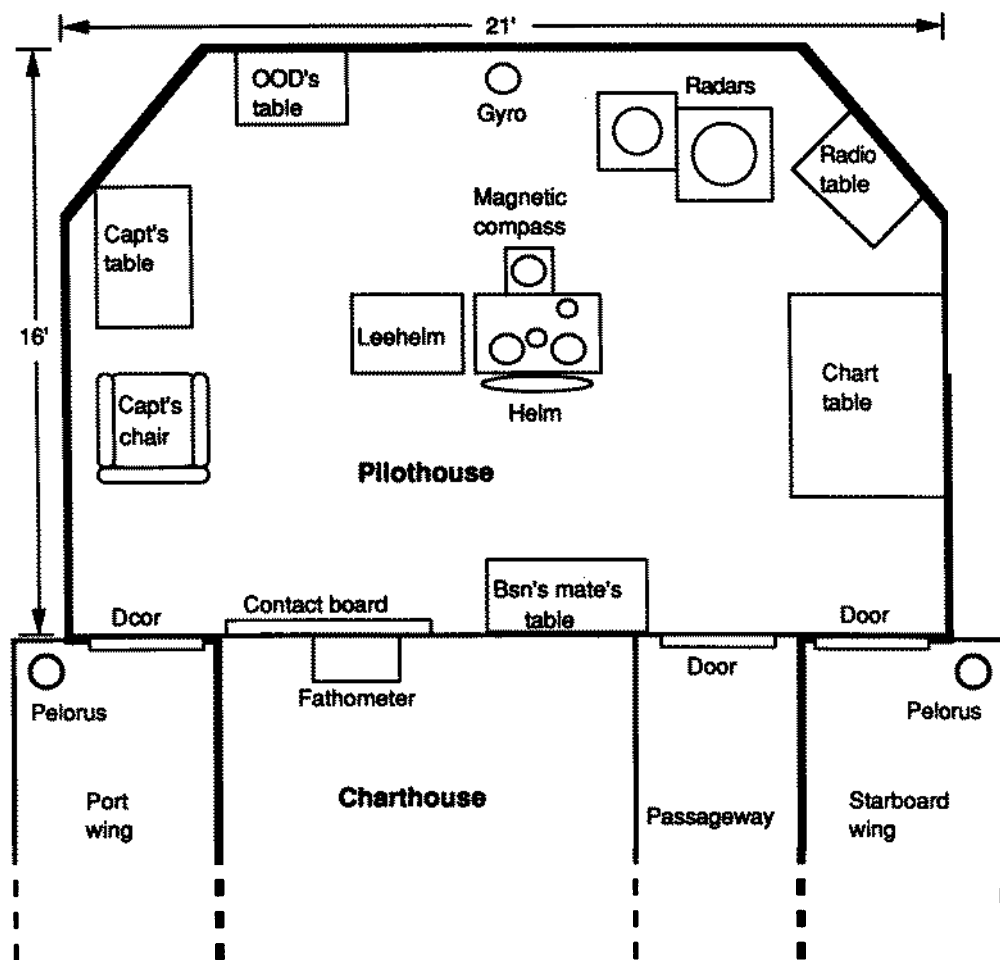 21'
OOD's
table
Gyro
Radars
Radio
table
Magnetic
compass
Capt's
table
16'
Leehelm
Chart
table
Capt's
chair
Helm
Pilothouse
Bsn's mate's
table
Contact board
Door
Door
Door
Fathometer
Pelorus
Pelorus
Charthouse
Port
wing
Passageway
Starboard
wing